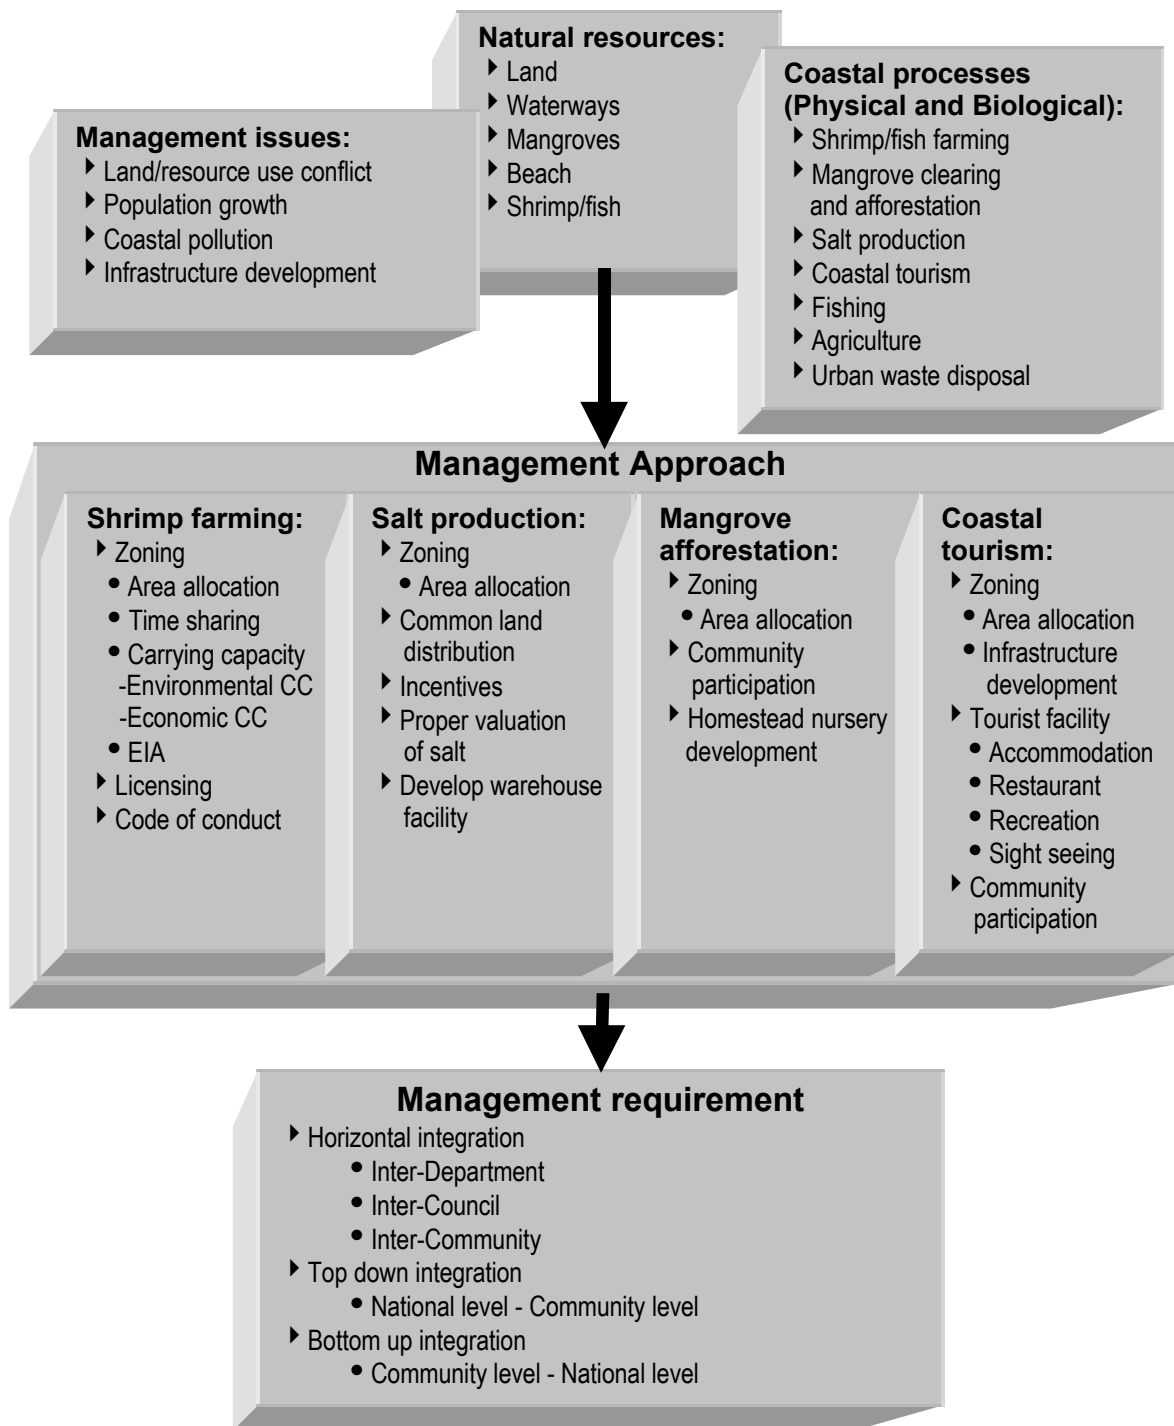 Natural resources:
Land
Waterways
Mangroves
Beach
Shrimp/fish
Coastal processes
(Physical and Biological):
Shrimp/fish farming
Mangrove clearing
and afforestation
Salt production
Coastal tourism
Fishing
Agriculture
Urban waste disposal
Management issues:
Land/resource use conflict
Population growth
Coastal pollution
Infrastructure development
Management Approach
Shrimp farming:
Zoning
• Area allocation
• Time sharing
• Carrying capacity
-Environmental CC
-Economic CC
• EIA
Licensing
Code of conduct
Salt production:
Zoning
• Area allocation
Common land
distribution
Incentives
Proper valuation
of salt
Develop warehouse
facility
Mangrove
afforestation:
Zoning
• Area allocation
Community
participation
Homestead nursery
development
Coastal
tourism:
Zoning
• Area allocation
• Infrastructure
development
Tourist facility
• Accommodation
• Restaurant
• Recreation
• Sight seeing
Community
participation
Management requirement
Horizontal integration
• Inter-Department
• Inter-Council
• Inter-Community
Top down integration
• National level - Community level
Bottom up integration
• Community level - National level